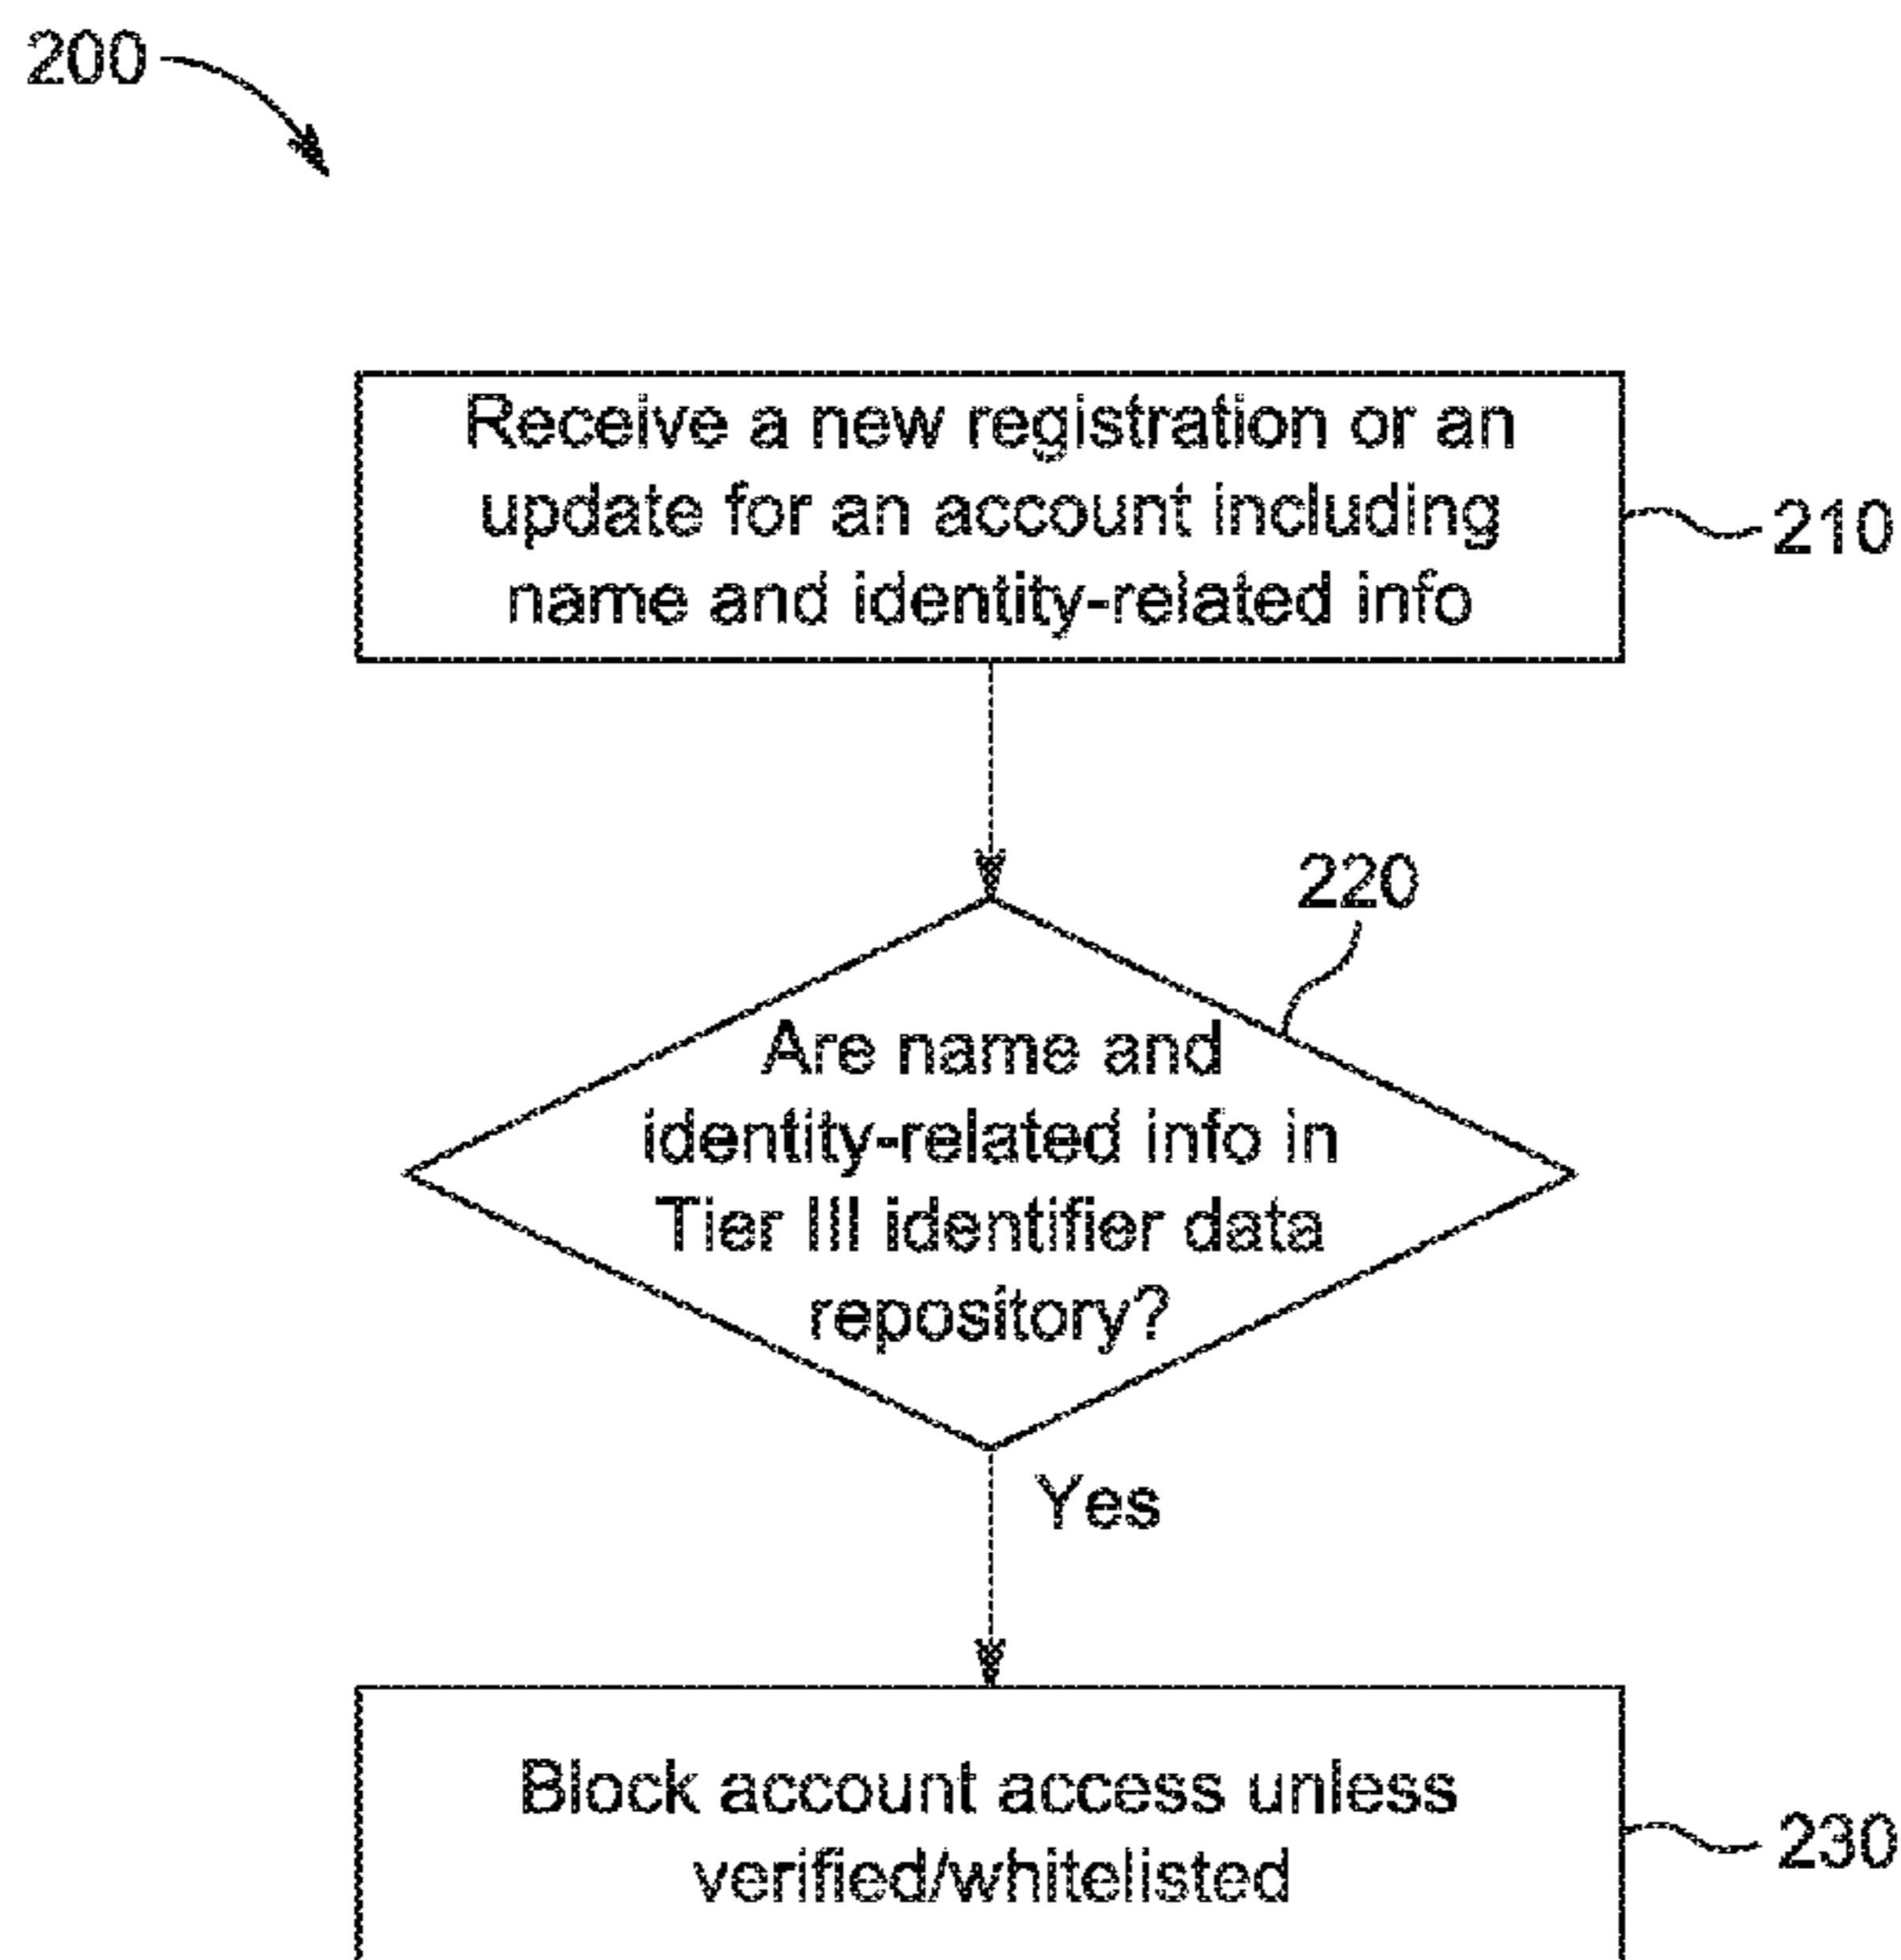 200
Receive a new registration or an
update for an account including
name and identity-related info
210
220
Are name and
identity-related info in
Tier III identifier data
repository?
Yes
Block account access unless
verified/whitelisted
230